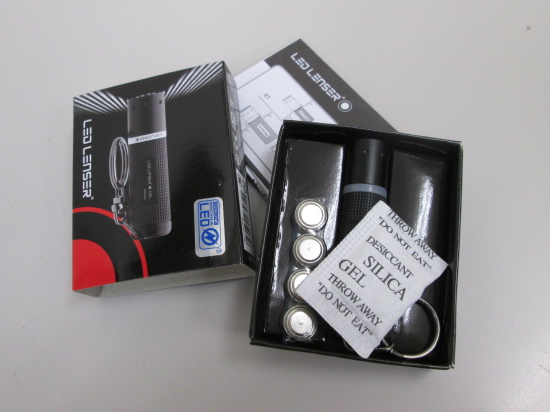 LED LENSER®
LED
LED LENSER®
THROW AWAY
"DO NOT EAT"
DESICCANT
SILICA
GEL
THROW AWAY
"DO NOT EAT"